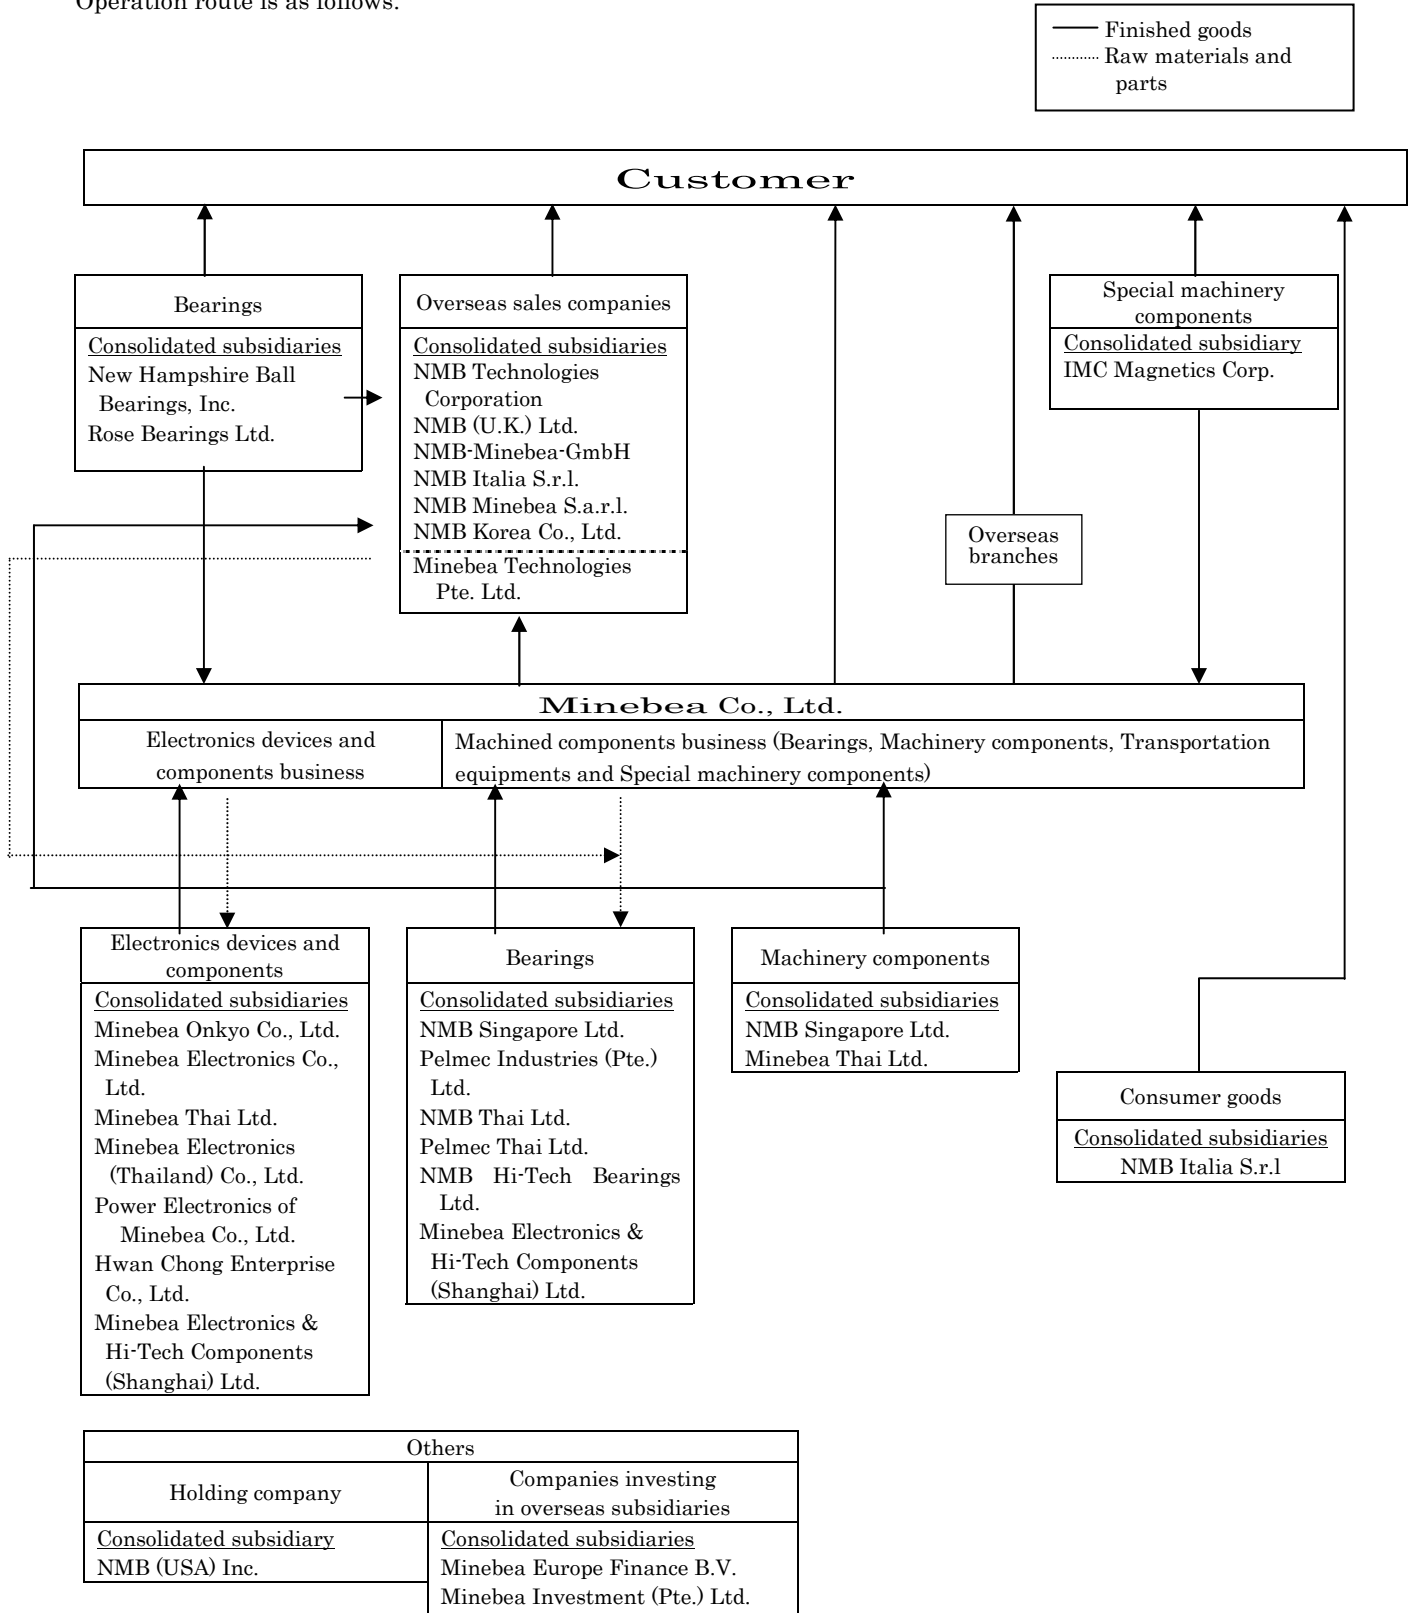 Operation route is as follows.
Finished goods
Raw materials and
parts
Customer
Bearings
Consolidated subsidiaries
New Hampshire Ball
Bearings, Inc.
Rose Bearings Ltd.
Overseas sales companies
Consolidated subsidiaries
NMB Technologies
Corporation
NMB (U.K.) Ltd.
NMB-Minebea-GmbH
NMB Italia S.r.l.
NMB Minebea S.a.r.l.
NMB Korea Co., Ltd.
Minebea Technologies
Pte. Ltd.
Special machinery
components
Consolidated subsidiary
IMC Magnetics Corp.
Overseas
branches
Minebea Co., Ltd.
Electronics devices and
components business
Machined components business (Bearings, Machinery components, Transportation
equipments and Special machinery components)
Electronics devices and
components
Consolidated subsidiaries
Minebea Onkyo Co., Ltd.
Minebea Electronics Co.,
Ltd.
Minebea Thai Ltd.
Minebea Electronics
(Thailand) Co., Ltd.
Power Electronics of
Minebea Co., Ltd.
Hwan Chong Enterprise
Co., Ltd.
Minebea Electronics &
Hi-Tech Components
(Shanghai) Ltd.
Bearings
Consolidated subsidiaries
NMB Singapore Ltd.
Pelmec Industries (Pte.)
Ltd.
NMB Thai Ltd.
Pelmec Thai Ltd.
NMB Hi-Tech Bearings
Ltd.
Minebea Electronics &
Hi-Tech Components
(Shanghai) Ltd.
Machinery components
Consolidated subsidiaries
NMB Singapore Ltd.
Minebea Thai Ltd.
Consumer goods
Consolidated subsidiaries
NMB Italia S.r.l
Others
Holding company
Consolidated subsidiary
NMB (USA) Inc.
Companies investing
in overseas subsidiaries
Consolidated subsidiaries
Minebea Europe Finance B.V.
Minebea Investment (Pte.) Ltd.